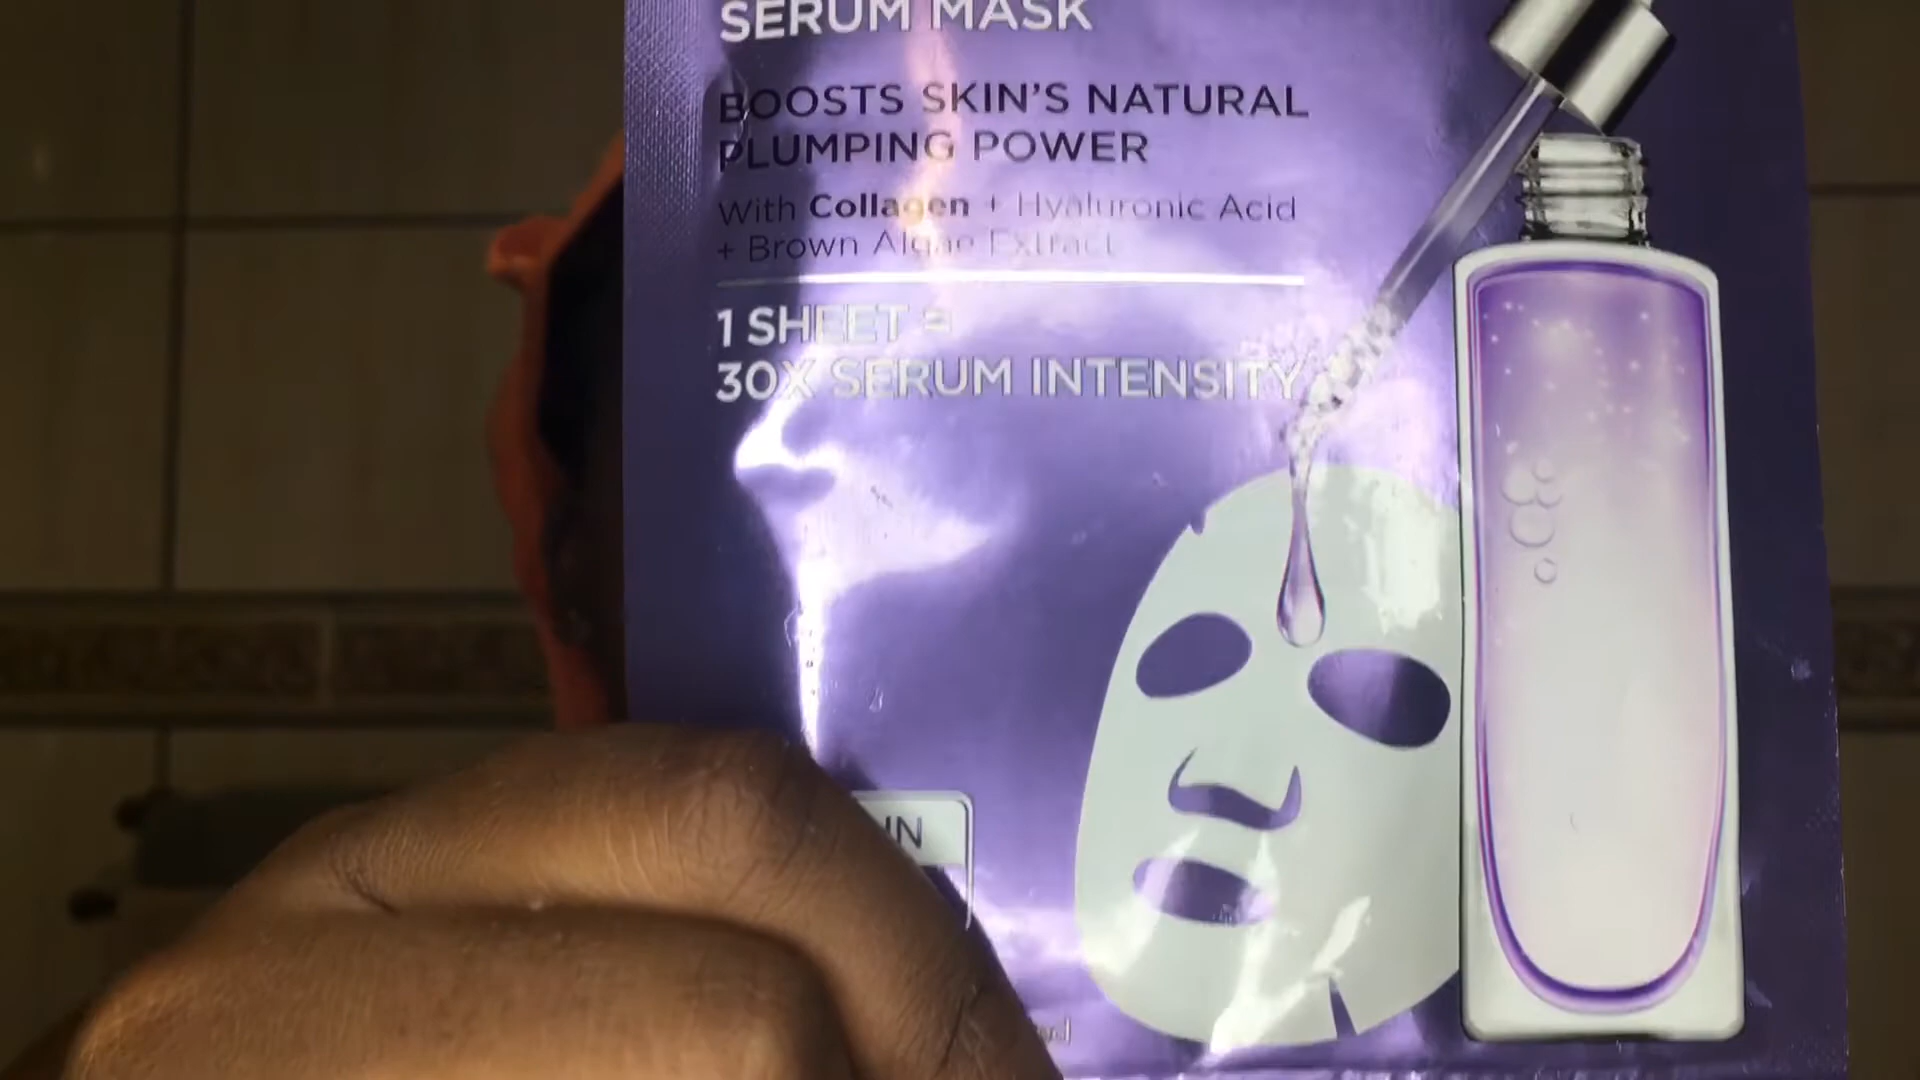 SERUM MASK
BOOSTS SKIN'S NATURAL
PLUMPING POWER
With Collagen + Hyaluronic Acid
+ Brown Algae Extract
1 SHEET =
30X SERUM INTENSITY